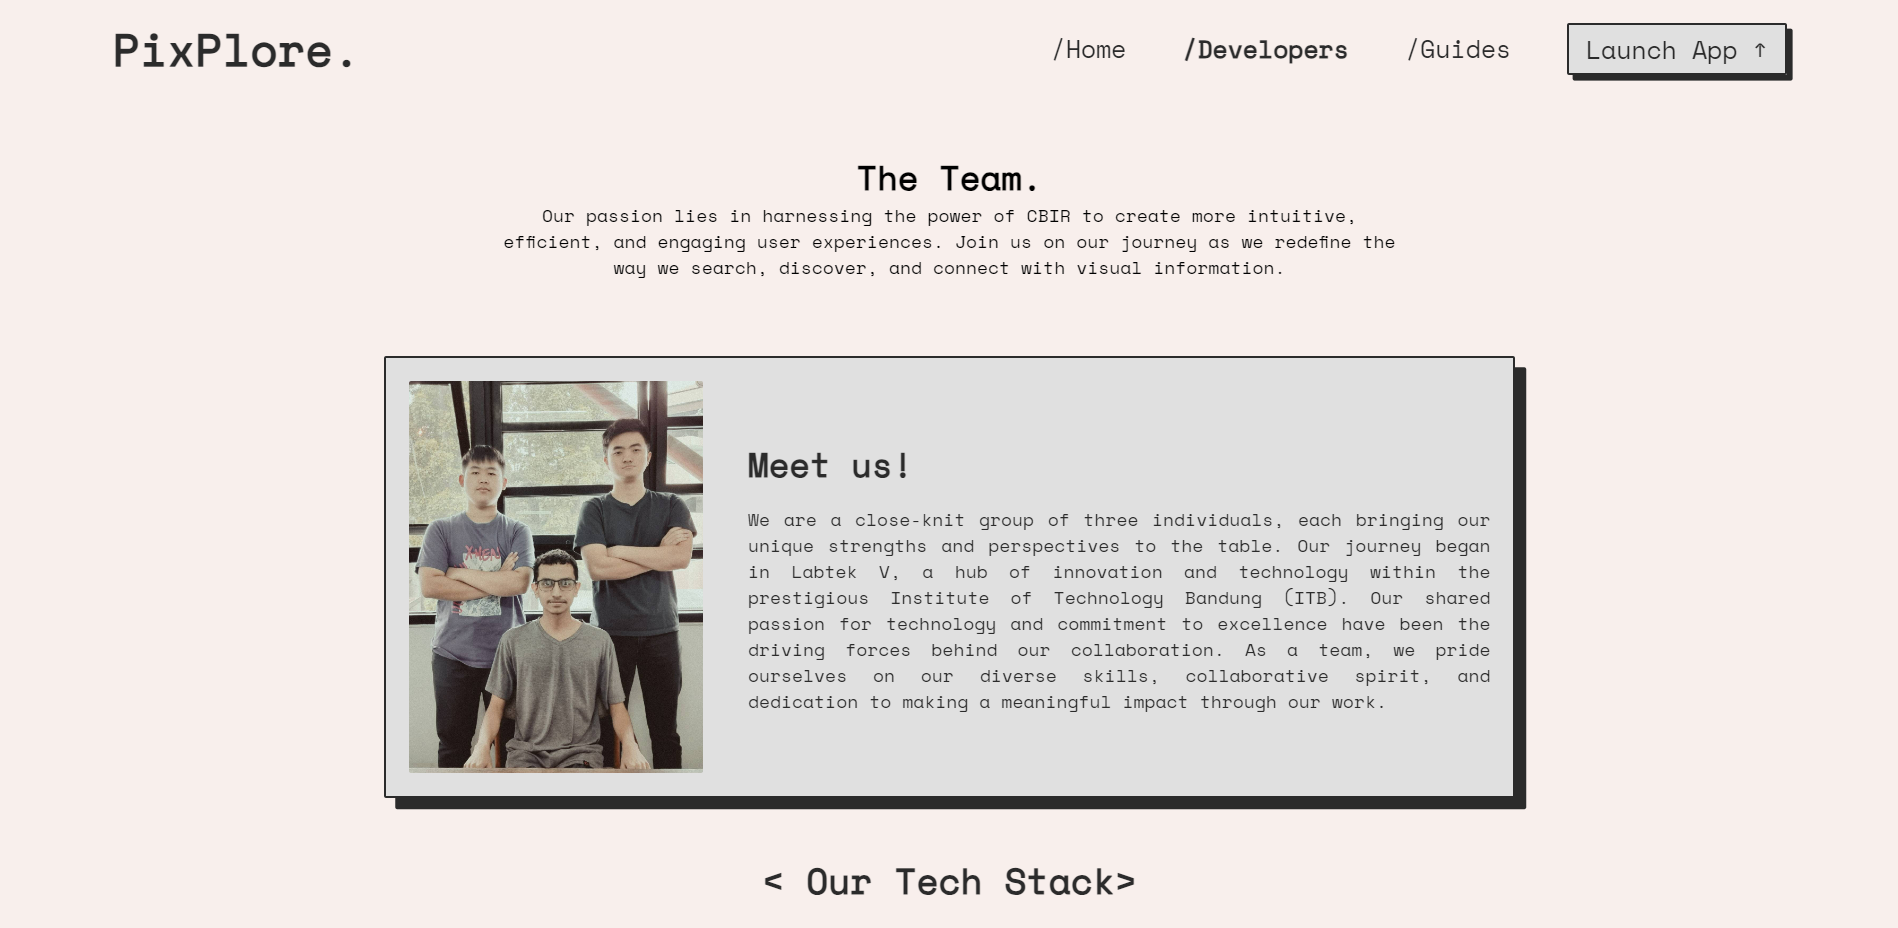 PixPlore.
/Home /Developers /Guides Launch App ↑
The Team.
Our passion lies in harnessing the power of CBIR to create more intuitive,
efficient, and engaging user experiences. Join us on our journey as we redefine the
way we search, discover, and connect with visual information.
Meet us!
We are a close-knit group of three individuals, each bringing our
unique strengths and perspectives to the table. Our journey began
in Labtek V, a hub of innovation and technology within the
prestigious Institute of Technology Bandung (ITB). Our shared
passion for technology and commitment to excellence have been the
driving forces behind our collaboration. As a team, we pride
ourselves on our diverse skills, collaborative spirit, and
dedication to making a meaningful impact through our work.
< Our Tech Stack>